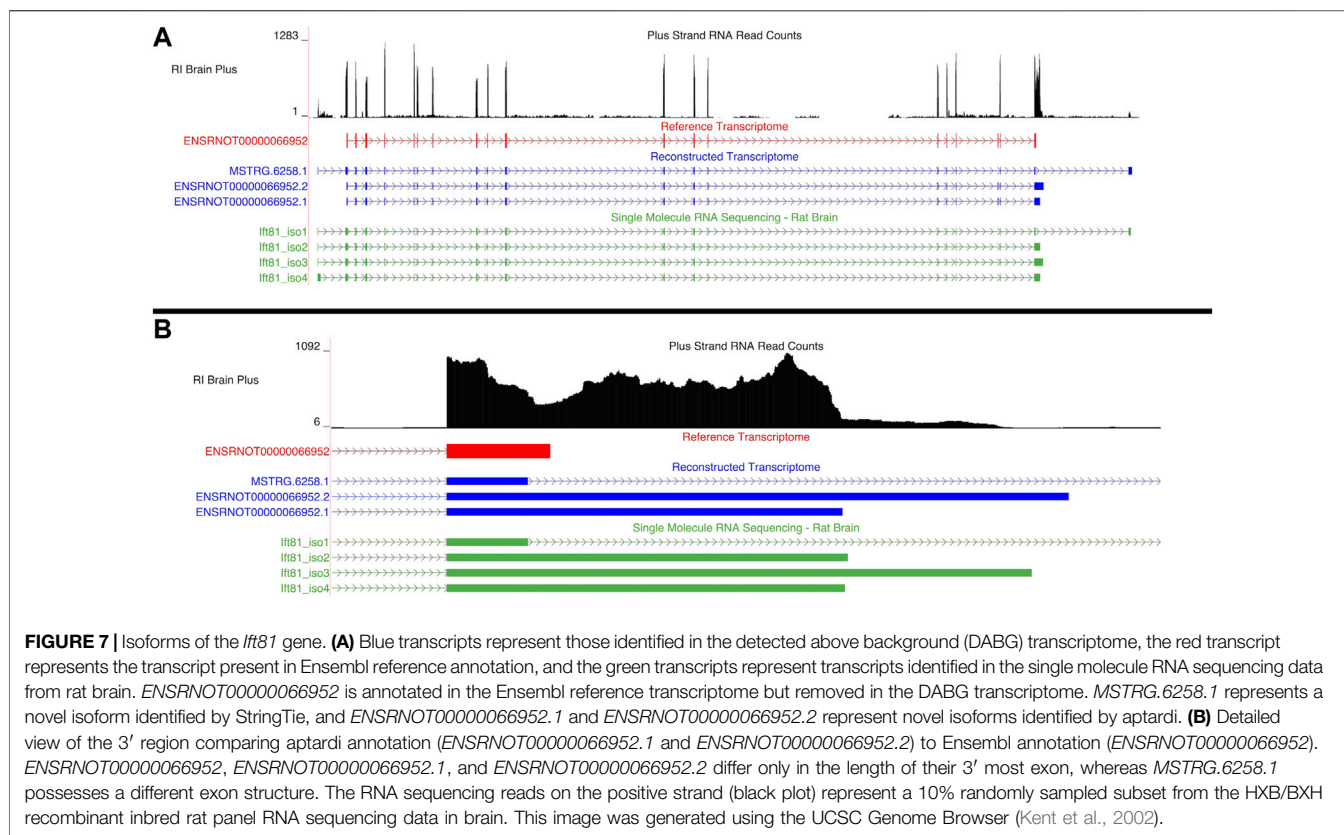 A
1283
Plus Strand RNA Read Counts
RI Brain Plus
1
Reference Transcriptome
ENSRNOT00000066952
Reconstructed Transcriptome
MSTRG.6258.1
ENSRNOT00000066952.2
ENSRNOT00000066952.1
Single Molecule RNA Sequencing - Rat Brain
Ift81_iso1
Ift81_iso2
Ift81_iso3
Ift81_iso4
B
1092
Plus Strand RNA Read Counts
RI Brain Plus
6
Reference Transcriptome
ENSRNOT00000066952
Reconstructed Transcriptome
MSTRG.6258.1
ENSRNOT00000066952.2
ENSRNOT00000066952.1
Single Molecule RNA Sequencing - Rat Brain
Ift81_iso1
Ift81_iso2
Ift81_iso3
Ift81_iso4
FIGURE 7 | Isoforms of the Ift81 gene. (A) Blue transcripts represent those identified in the detected above background (DABG) transcriptome, the red transcript
represents the transcript present in Ensembl reference annotation, and the green transcripts represent transcripts identified in the single molecule RNA sequencing data
from rat brain. ENSRNOT00000066952 is annotated in the Ensembl reference transcriptome but removed in the DABG transcriptome. MSTRG.6258.1 represents a
novel isoform identified by StringTie, and ENSRNOT00000066952.1 and ENSRNOT00000066952.2 represent novel isoforms identified by aptardi. (B) Detailed
view of the 3′ region comparing aptardi annotation (ENSRNOT00000066952.1 and ENSRNOT00000066952.2) to Ensembl annotation (ENSRNOT00000066952).
ENSRNOT00000066952, ENSRNOT00000066952.1, and ENSRNOT00000066952.2 differ only in the length of their 3′ most exon, whereas MSTRG.6258.1
possesses a different exon structure. The RNA sequencing reads on the positive strand (black plot) represent a 10% randomly sampled subset from the HXB/BXH
recombinant inbred rat panel RNA sequencing data in brain. This image was generated using the UCSC Genome Browser (Kent et al., 2002).